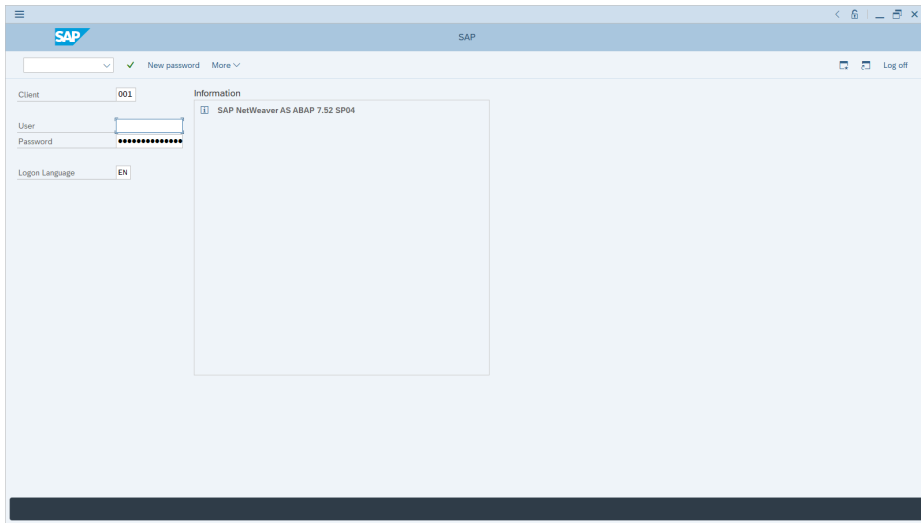 SAP
SAP
New password More
Log off
Client 001
Information
SAP NetWeaver AS ABAP 7.52 SP04
User
Password ●●●●●●●●●●●●●●
Logon Language EN